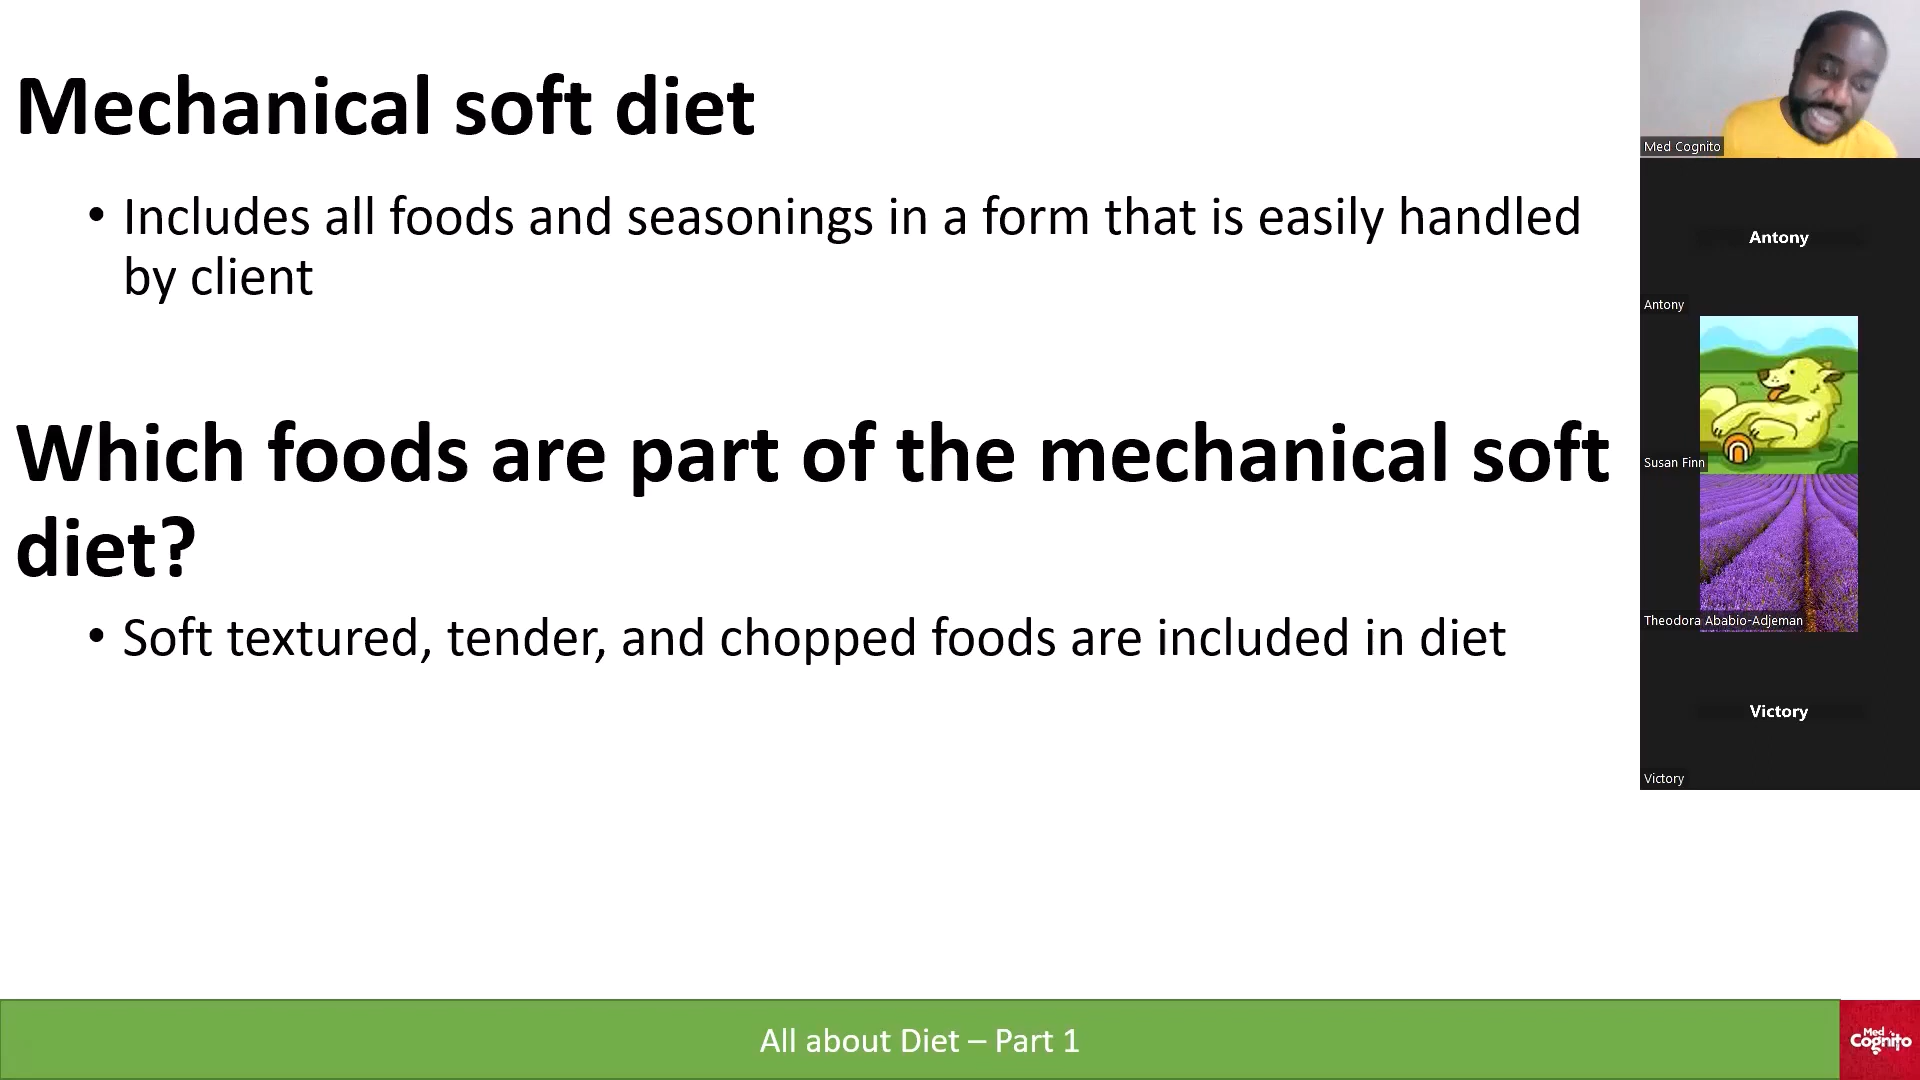 Mechanical soft diet
• Includes all foods and seasonings in a form that is easily handled
by client
Which foods are part of the mechanical soft
diet?
• Soft textured, tender, and chopped foods are included in diet
All about Diet – Part 1
Med
Cognito
Med Cognito
Antony
Antony
Susan Finn
Theodora Ababio-Adjeman
Victory
Victory